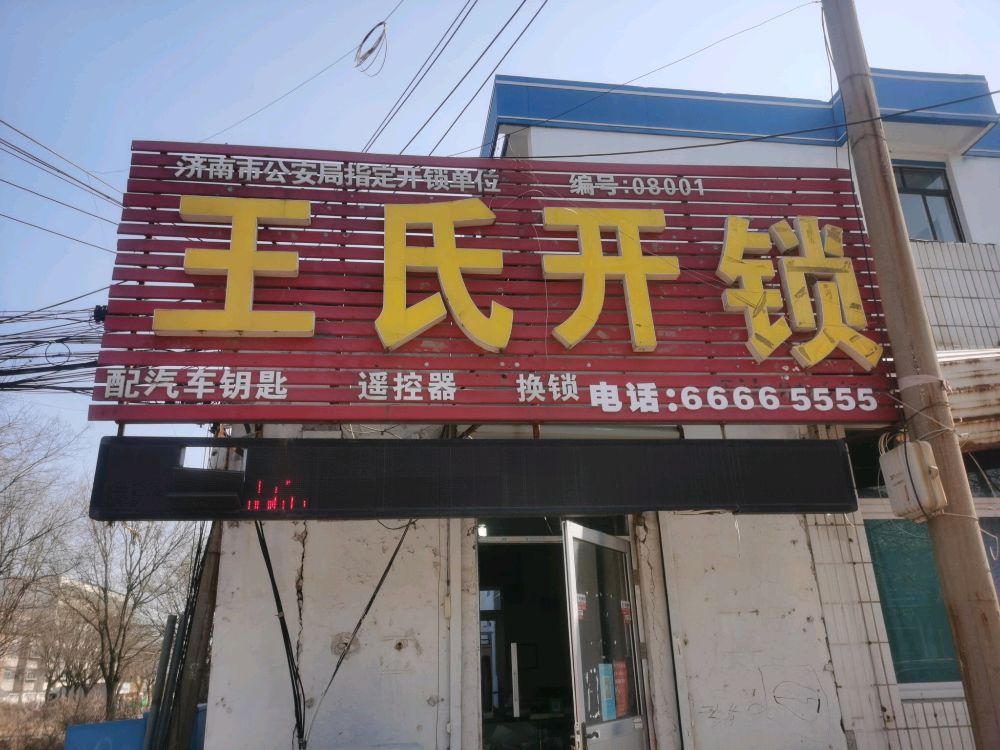 济南市公安局指定开锁单位 编号:08001
王氏开锁
配汽车钥匙 遥控器 换锁 电话:6666 5555